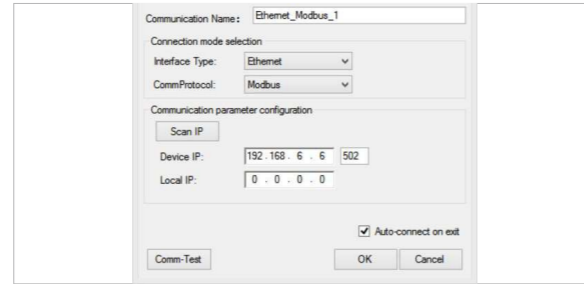 Communication Name: Ethernet_Modbus_1
Connection mode selection
Interface Type: Ethernet
CommProtocol: Modbus
Communication parameter configuration
Scan IP
Device IP: 192 . 168 . 6 . 6 502
Local IP: 0 . 0 . 0 . 0
Auto-connect on exit
Comm-Test OK Cancel